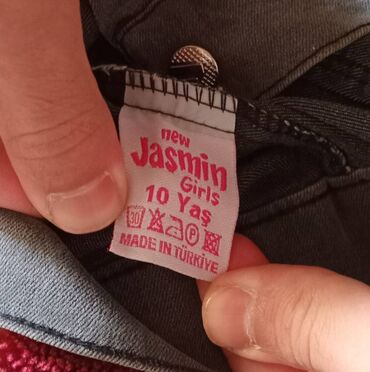 new
Jasmin
Girls
10 Yaş
30 P
MADE IN TÜRKİYE